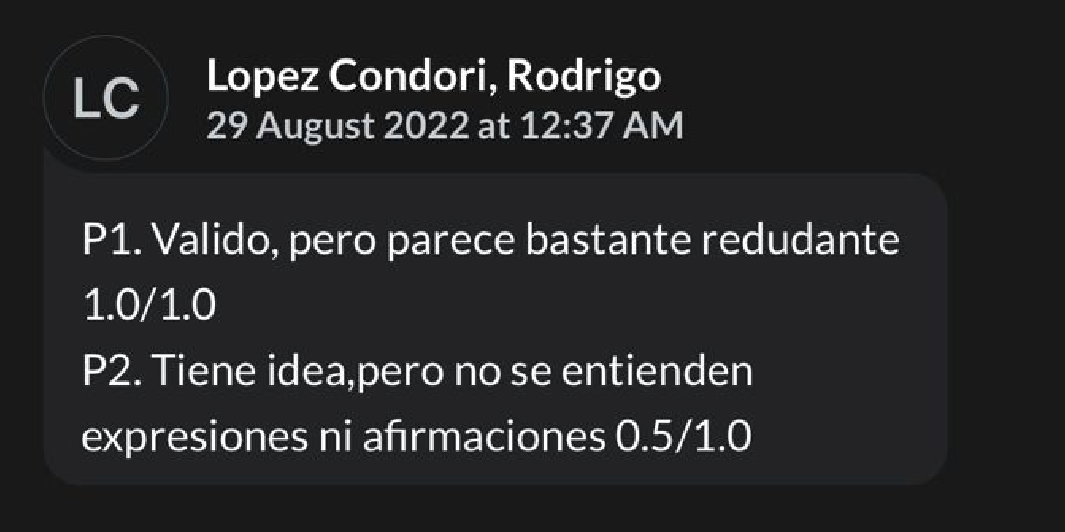 LC
Lopez Condori, Rodrigo
29 August 2022 at 12:37 AM
P1. Valido, pero parece bastante redudante
1.0/1.0
P2. Tiene idea,pero no se entienden
expresiones ni afirmaciones 0.5/1.0